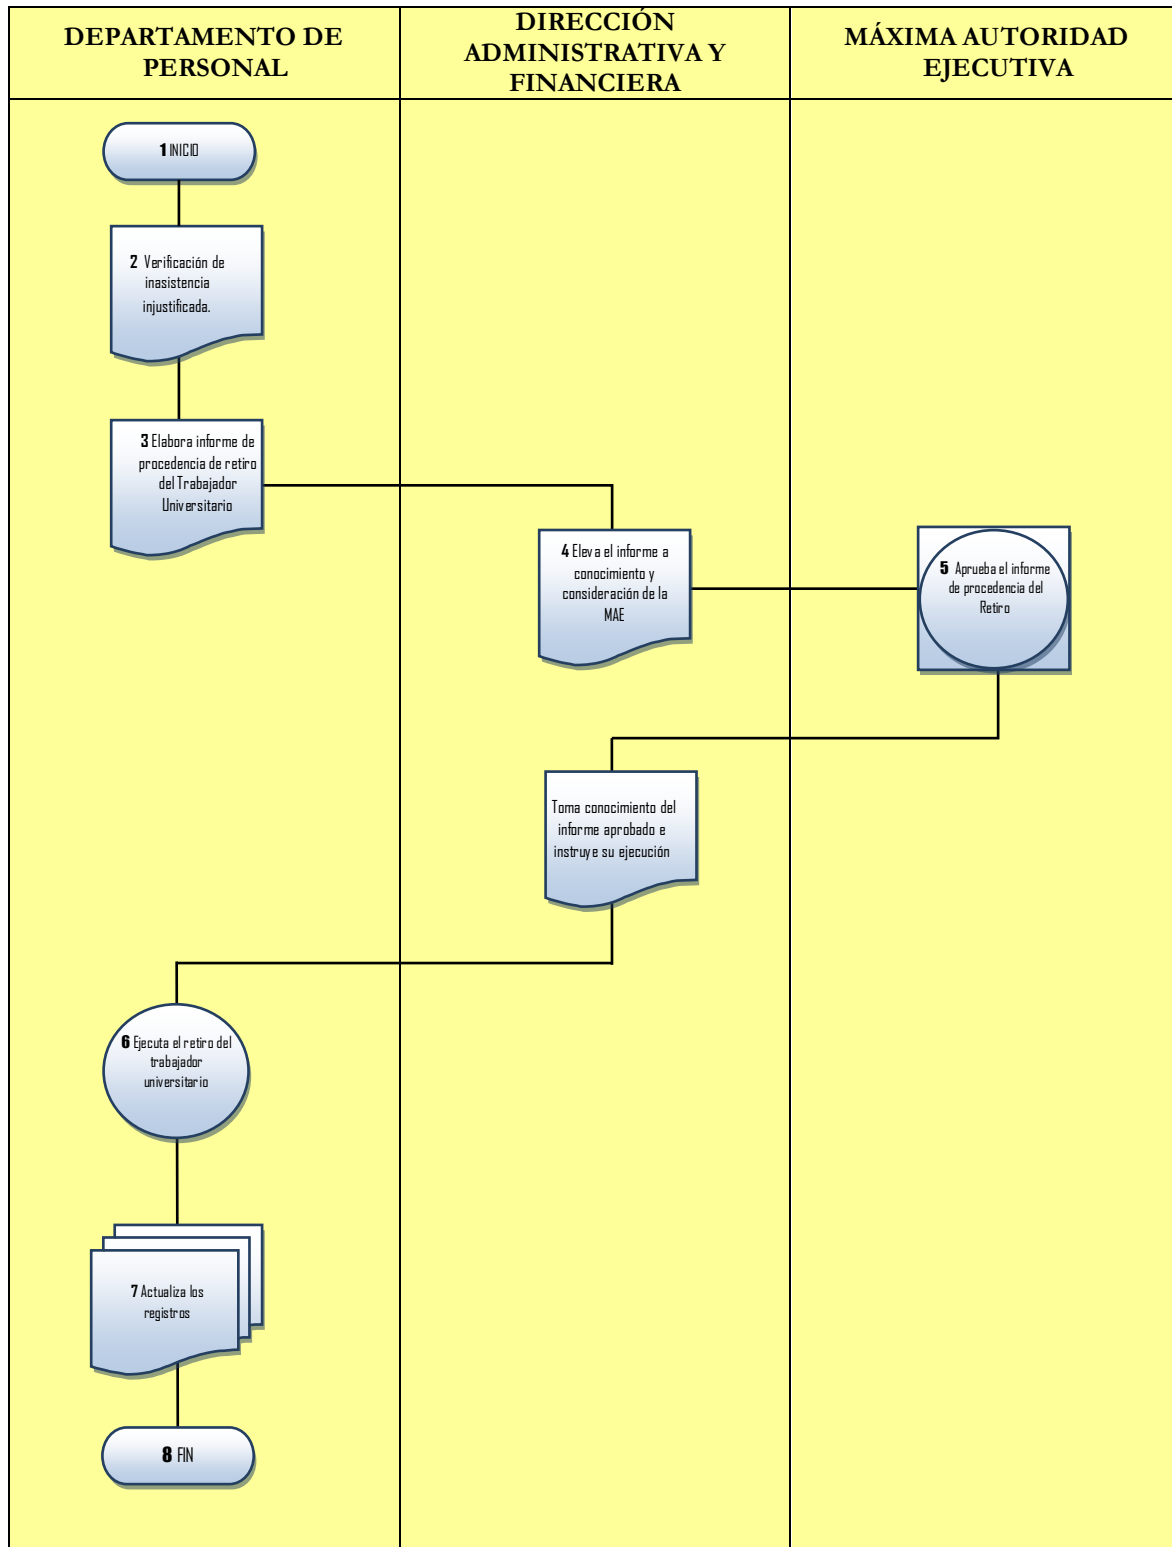 DEPARTAMENTO DE
PERSONAL
DIRECCIÓN
ADMINISTRATIVA Y
FINANCIERA
MÁXIMA AUTORIDAD
EJECUTIVA
1 INICIO
2 Verificación de
inasistencia
injustificada.
3 Elabora informe de
procedencia de retiro
del Trabajador
Universitario
4 Eleva el informe a
conocimiento y
consideración de la
MAE
5 Aprueba el informe
de procedencia del
Retiro
Toma conocimiento del
informe aprobado e
instruye su ejecución
6 Ejecuta el retiro del
trabajador
universitario
7 Actualiza los
registros
8 FIN